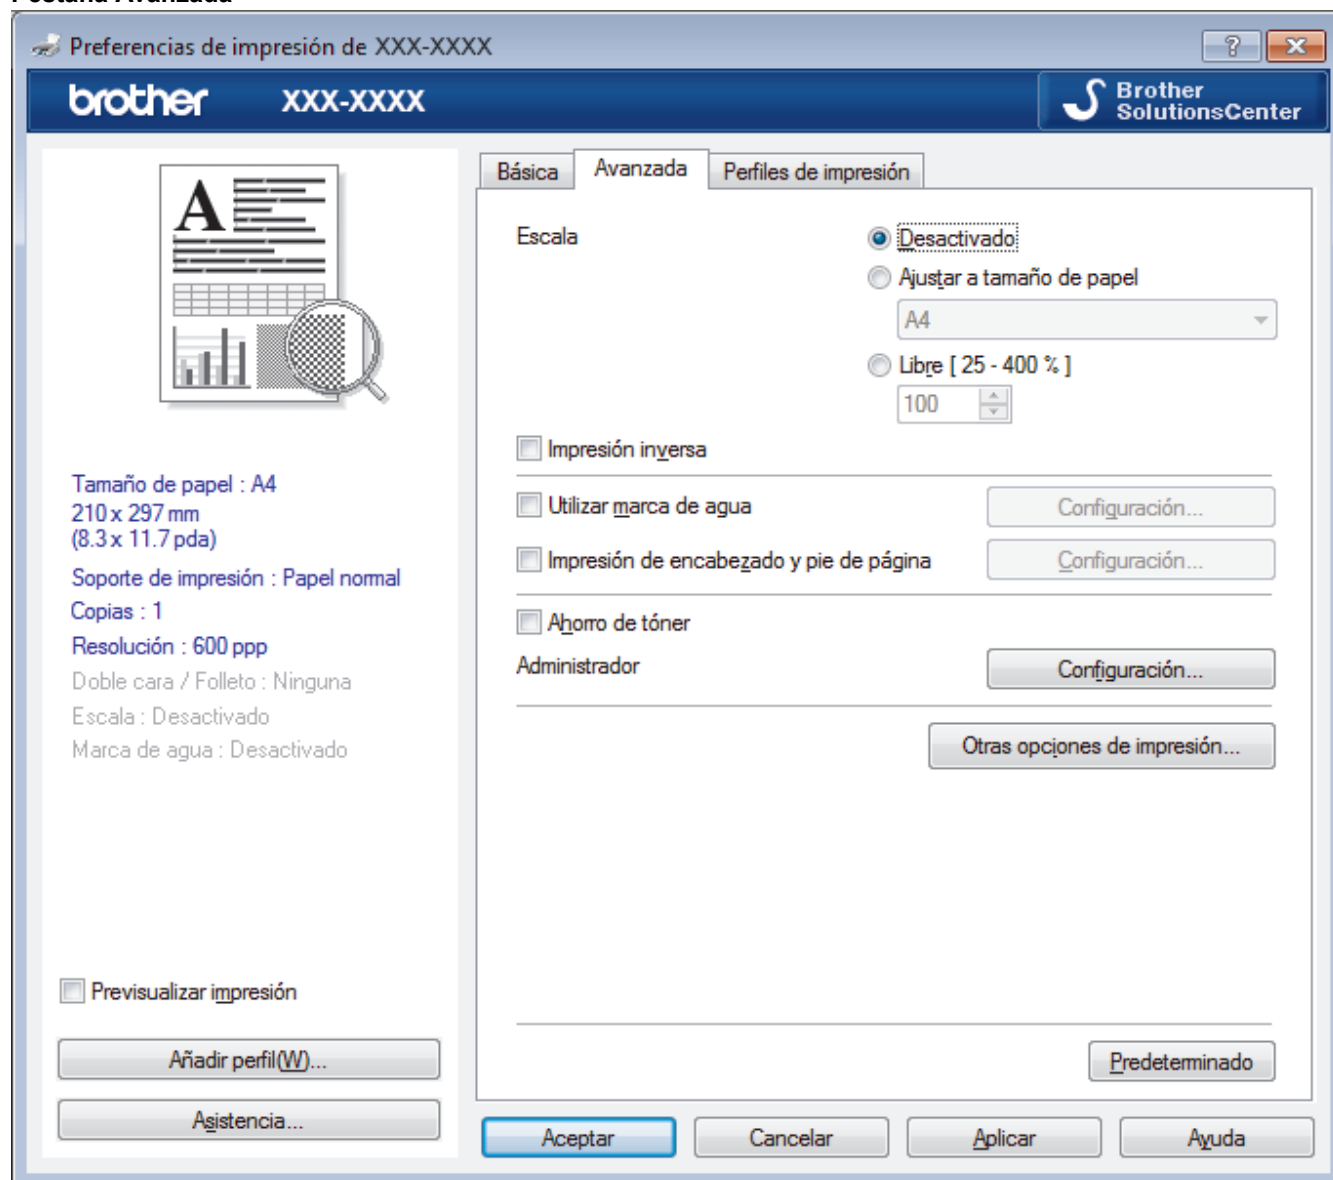 Preferencias de impresión de XXX-XXXX
brother XXX-XXXX
Brother
SolutionsCenter
Básica Avanzada Perfiles de impresión
A
Escala
Desactivado
Ajustar a tamaño de papel
A4
Libre [ 25 - 400 % ]
100
Impresión inversa
Utilizar marca de agua Configuración...
Impresión de encabezado y pie de página Configuración...
Ahorro de tóner
Administrador Configuración...
Otras opciones de impresión...
Predeterminado
Tamaño de papel : A4
210 x 297 mm
(8.3 x 11.7 pda)
Soporte de impresión : Papel normal
Copias : 1
Resolución : 600 ppp
Doble cara / Folleto : Ninguna
Escala : Desactivado
Marca de agua : Desactivado
Previsualizar impresión
Añadir perfil(W)...
Asistencia...
Aceptar Cancelar Aplicar Ayuda